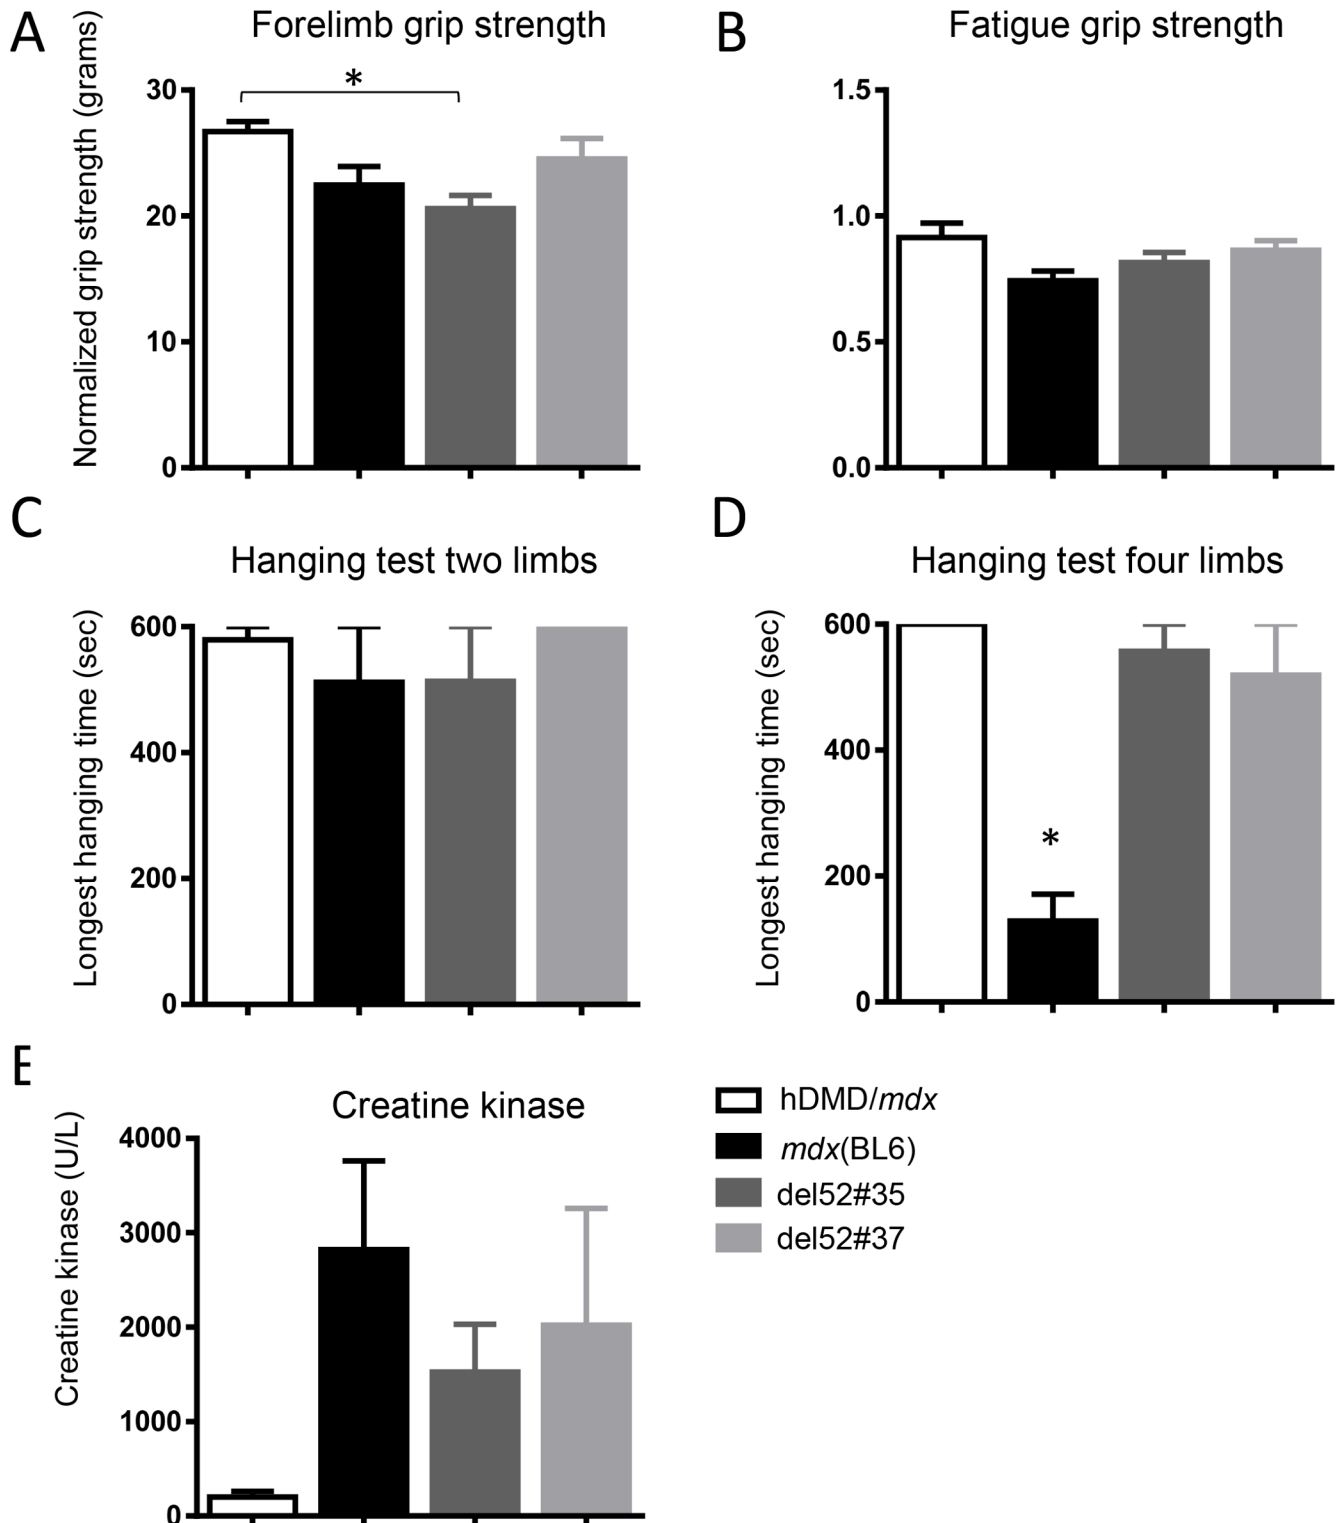 A
Forelimb grip strength
Normalized grip strength (grams)
30
20
10
0
*
B
Fatigue grip strength
1.5
1.0
0.5
0.0
C
Hanging test two limbs
Longest hanging time (sec)
600
400
200
0
D
Hanging test four limbs
Longest hanging time (sec)
600
400
200
0
*
E
Creatine kinase
Creatine kinase (U/L)
4000
3000
2000
1000
0
hDMD/mdx
mdx(BL6)
del52#35
del52#37